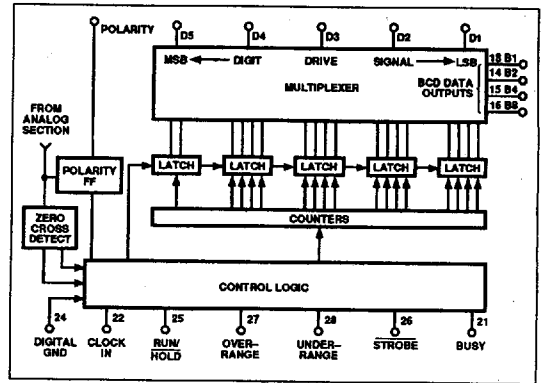 POLARITY
D5
D4
D3
D2
D1
MSB
DIGIT
DRIVE
SIGNAL
LSB
MULTIPLEXER
BCD DATA
OUTPUTS
13 B1
14 B2
15 B4
16 B8
FROM
ANALOG
SECTION
POLARITY
FF
LATCH
LATCH
LATCH
LATCH
LATCH
ZERO
CROSS
DETECT
COUNTERS
CONTROL LOGIC
24
22
25
27
28
26
21
DIGITAL
GND
CLOCK
IN
RUN/
HOLD
OVER–
RANGE
UNDER–
RANGE
STROBE
BUSY